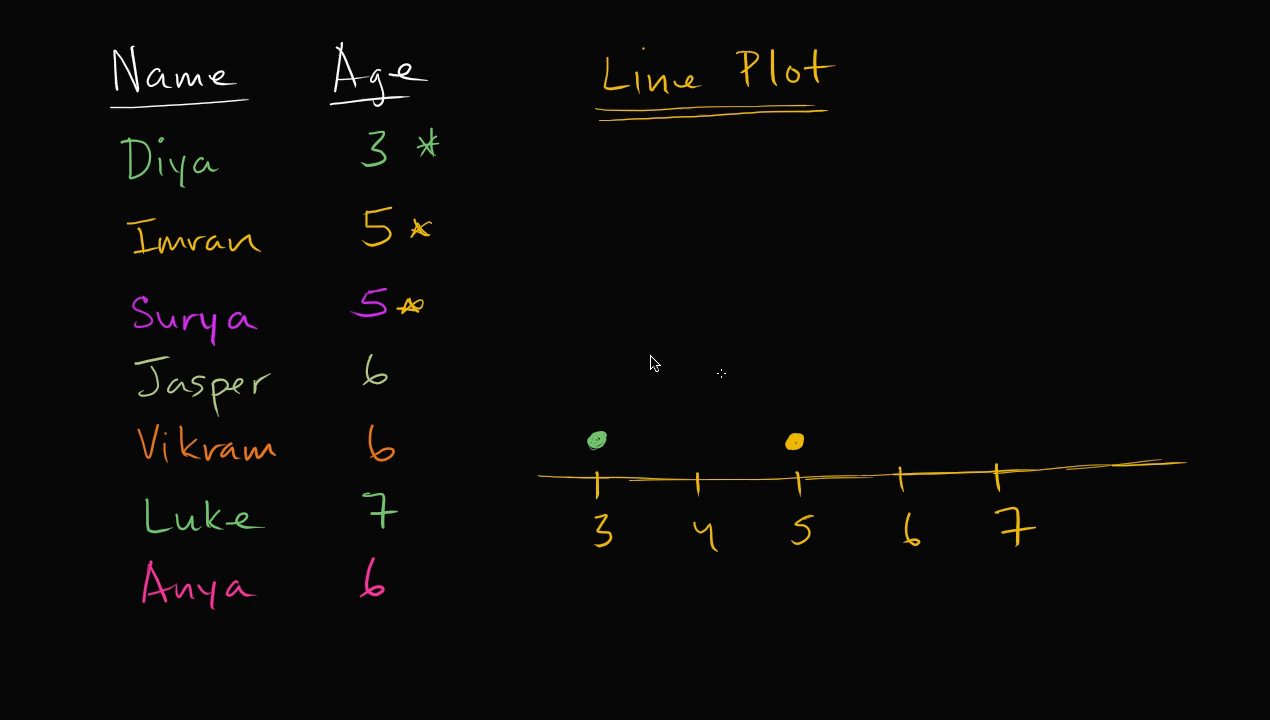 Name Age Line Plot
Diya 3 *
Imran 5 *
Surya 5 *
Jasper 6
Vikram 6
Luke 7
Anya 6
3 4 5 6 7